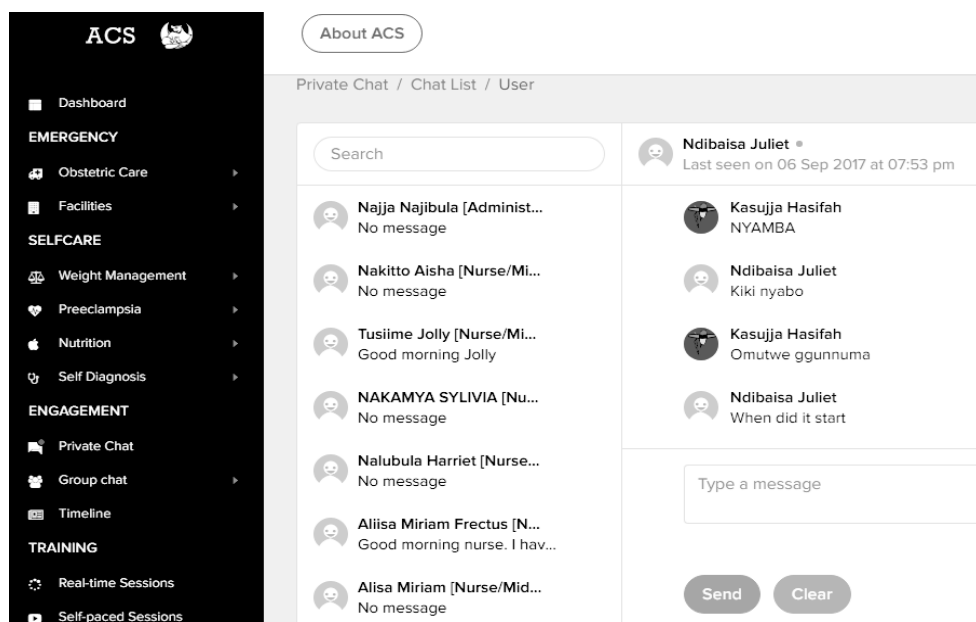 ACS
Dashboard
EMERGENCY
Obstetric Care
Facilities
SELFCARE
Weight Management
Preeclampsia
Nutrition
Self Diagnosis
ENGAGEMENT
Private Chat
Group chat
Timeline
TRAINING
Real-time Sessions
Self-paced Sessions
About ACS
Private Chat / Chat List / User
Search
Najja Najibula [Administ...
No message
Nakitto Aisha [Nurse/Mi...
No message
Tusiime Jolly [Nurse/Mi...
Good morning Jolly
NAKAMYA SYLIVIA [Nu...
No message
Nalubula Harriet [Nurse...
No message
Aliisa Miriam Frectus [N...
Good morning nurse. I hav...
Alisa Miriam [Nurse/Mid...
No message
Ndibaisa Juliet
Last seen on 06 Sep 2017 at 07:53 pm
Kasujja Hasifah
NYAMBA
Ndibaisa Juliet
Kiki nyabo
Kasujja Hasifah
Omutwe ggunnuma
Ndibaisa Juliet
When did it start
Type a message
Send
Clear